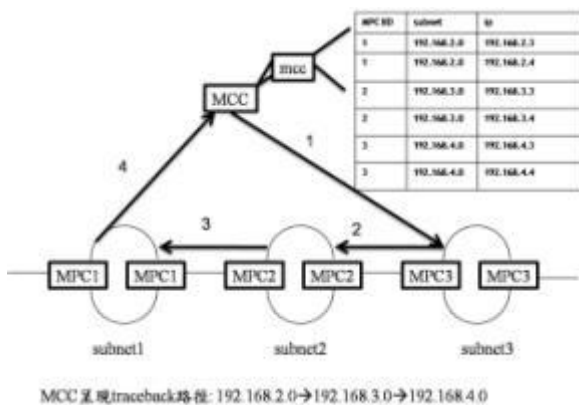 MPC ID subnet ip
1 192.168.2.0 192.168.2.3
1 192.168.2.0 192.168.2.4
2 192.168.3.0 192.168.3.3
2 192.168.3.0 192.168.3.4
3 192.168.4.0 192.168.4.3
3 192.168.4.0 192.168.4.4
mcc
MCC
1
4
3
2
MPC1 MPC1 MPC2 MPC2 MPC3 MPC3
subnet1 subnet2 subnet3
MCC呈現traceback路徑: 192.168.2.0→192.168.3.0→192.168.4.0